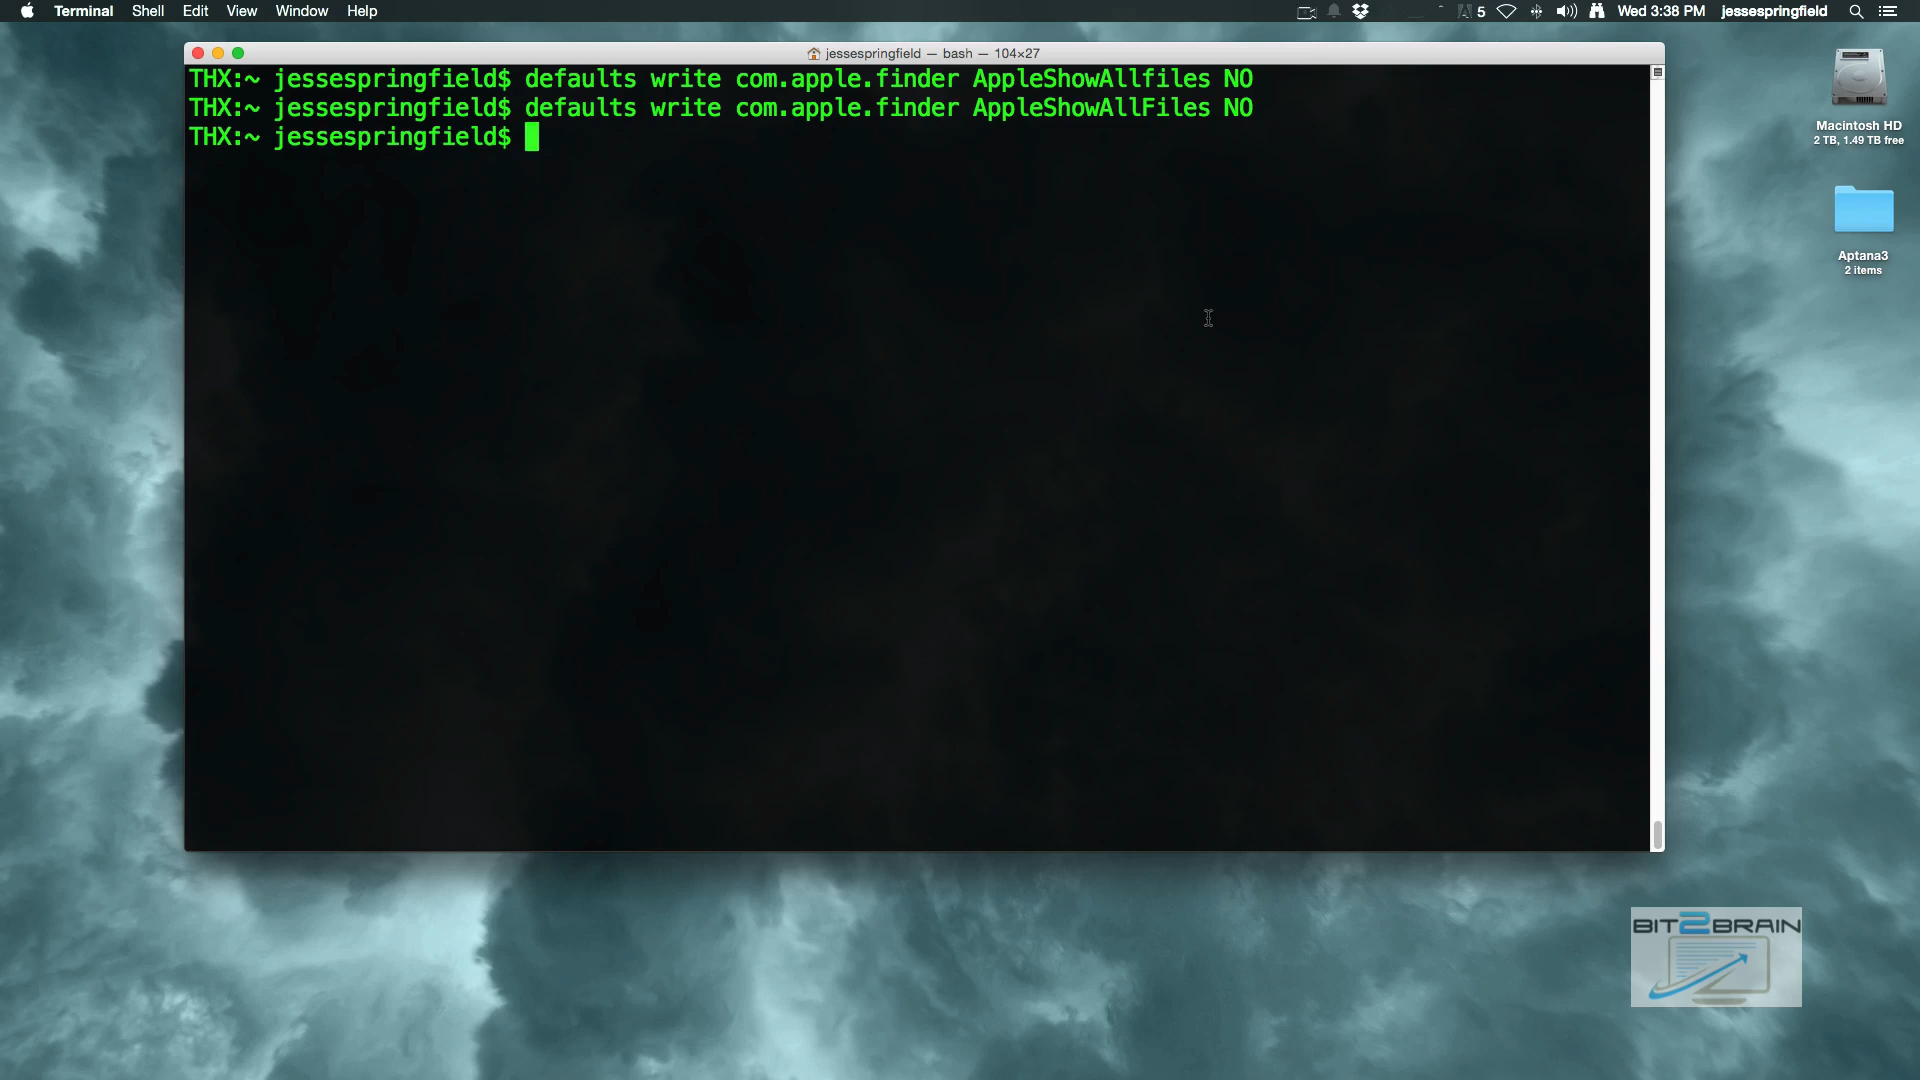 Terminal Shell Edit View Window Help 5 Wed 3:38 PM jessespringfield
jessespringfield — bash — 104×27
THX:~ jessespringfield$ defaults write com.apple.finder AppleShowAllfiles NO
THX:~ jessespringfield$ defaults write com.apple.finder AppleShowAllFiles NO
THX:~ jessespringfield$
Macintosh HD
2 TB, 1.49 TB free
Aptana3
2 items
BIT2BRAIN